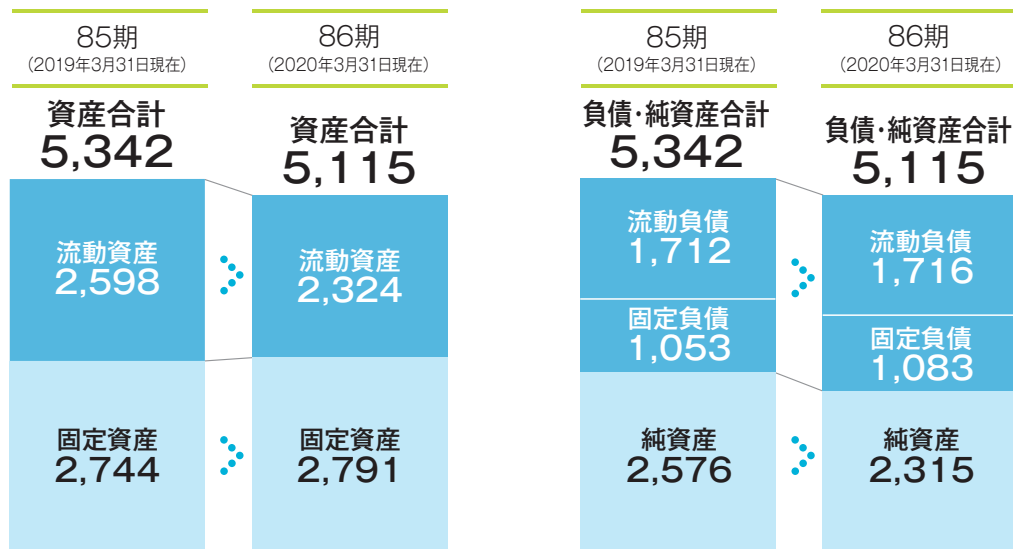 85期
（2019年3月31日現在）
資産合計
5,342
流動資産
2,598
固定資産
2,744
86期
（2020年3月31日現在）
資産合計
5,115
流動資産
2,324
固定資産
2,791
85期
（2019年3月31日現在）
負債・純資産合計
5,342
流動負債
1,712
固定負債
1,053
純資産
2,576
86期
（2020年3月31日現在）
負債・純資産合計
5,115
流動負債
1,716
固定負債
1,083
純資産
2,315